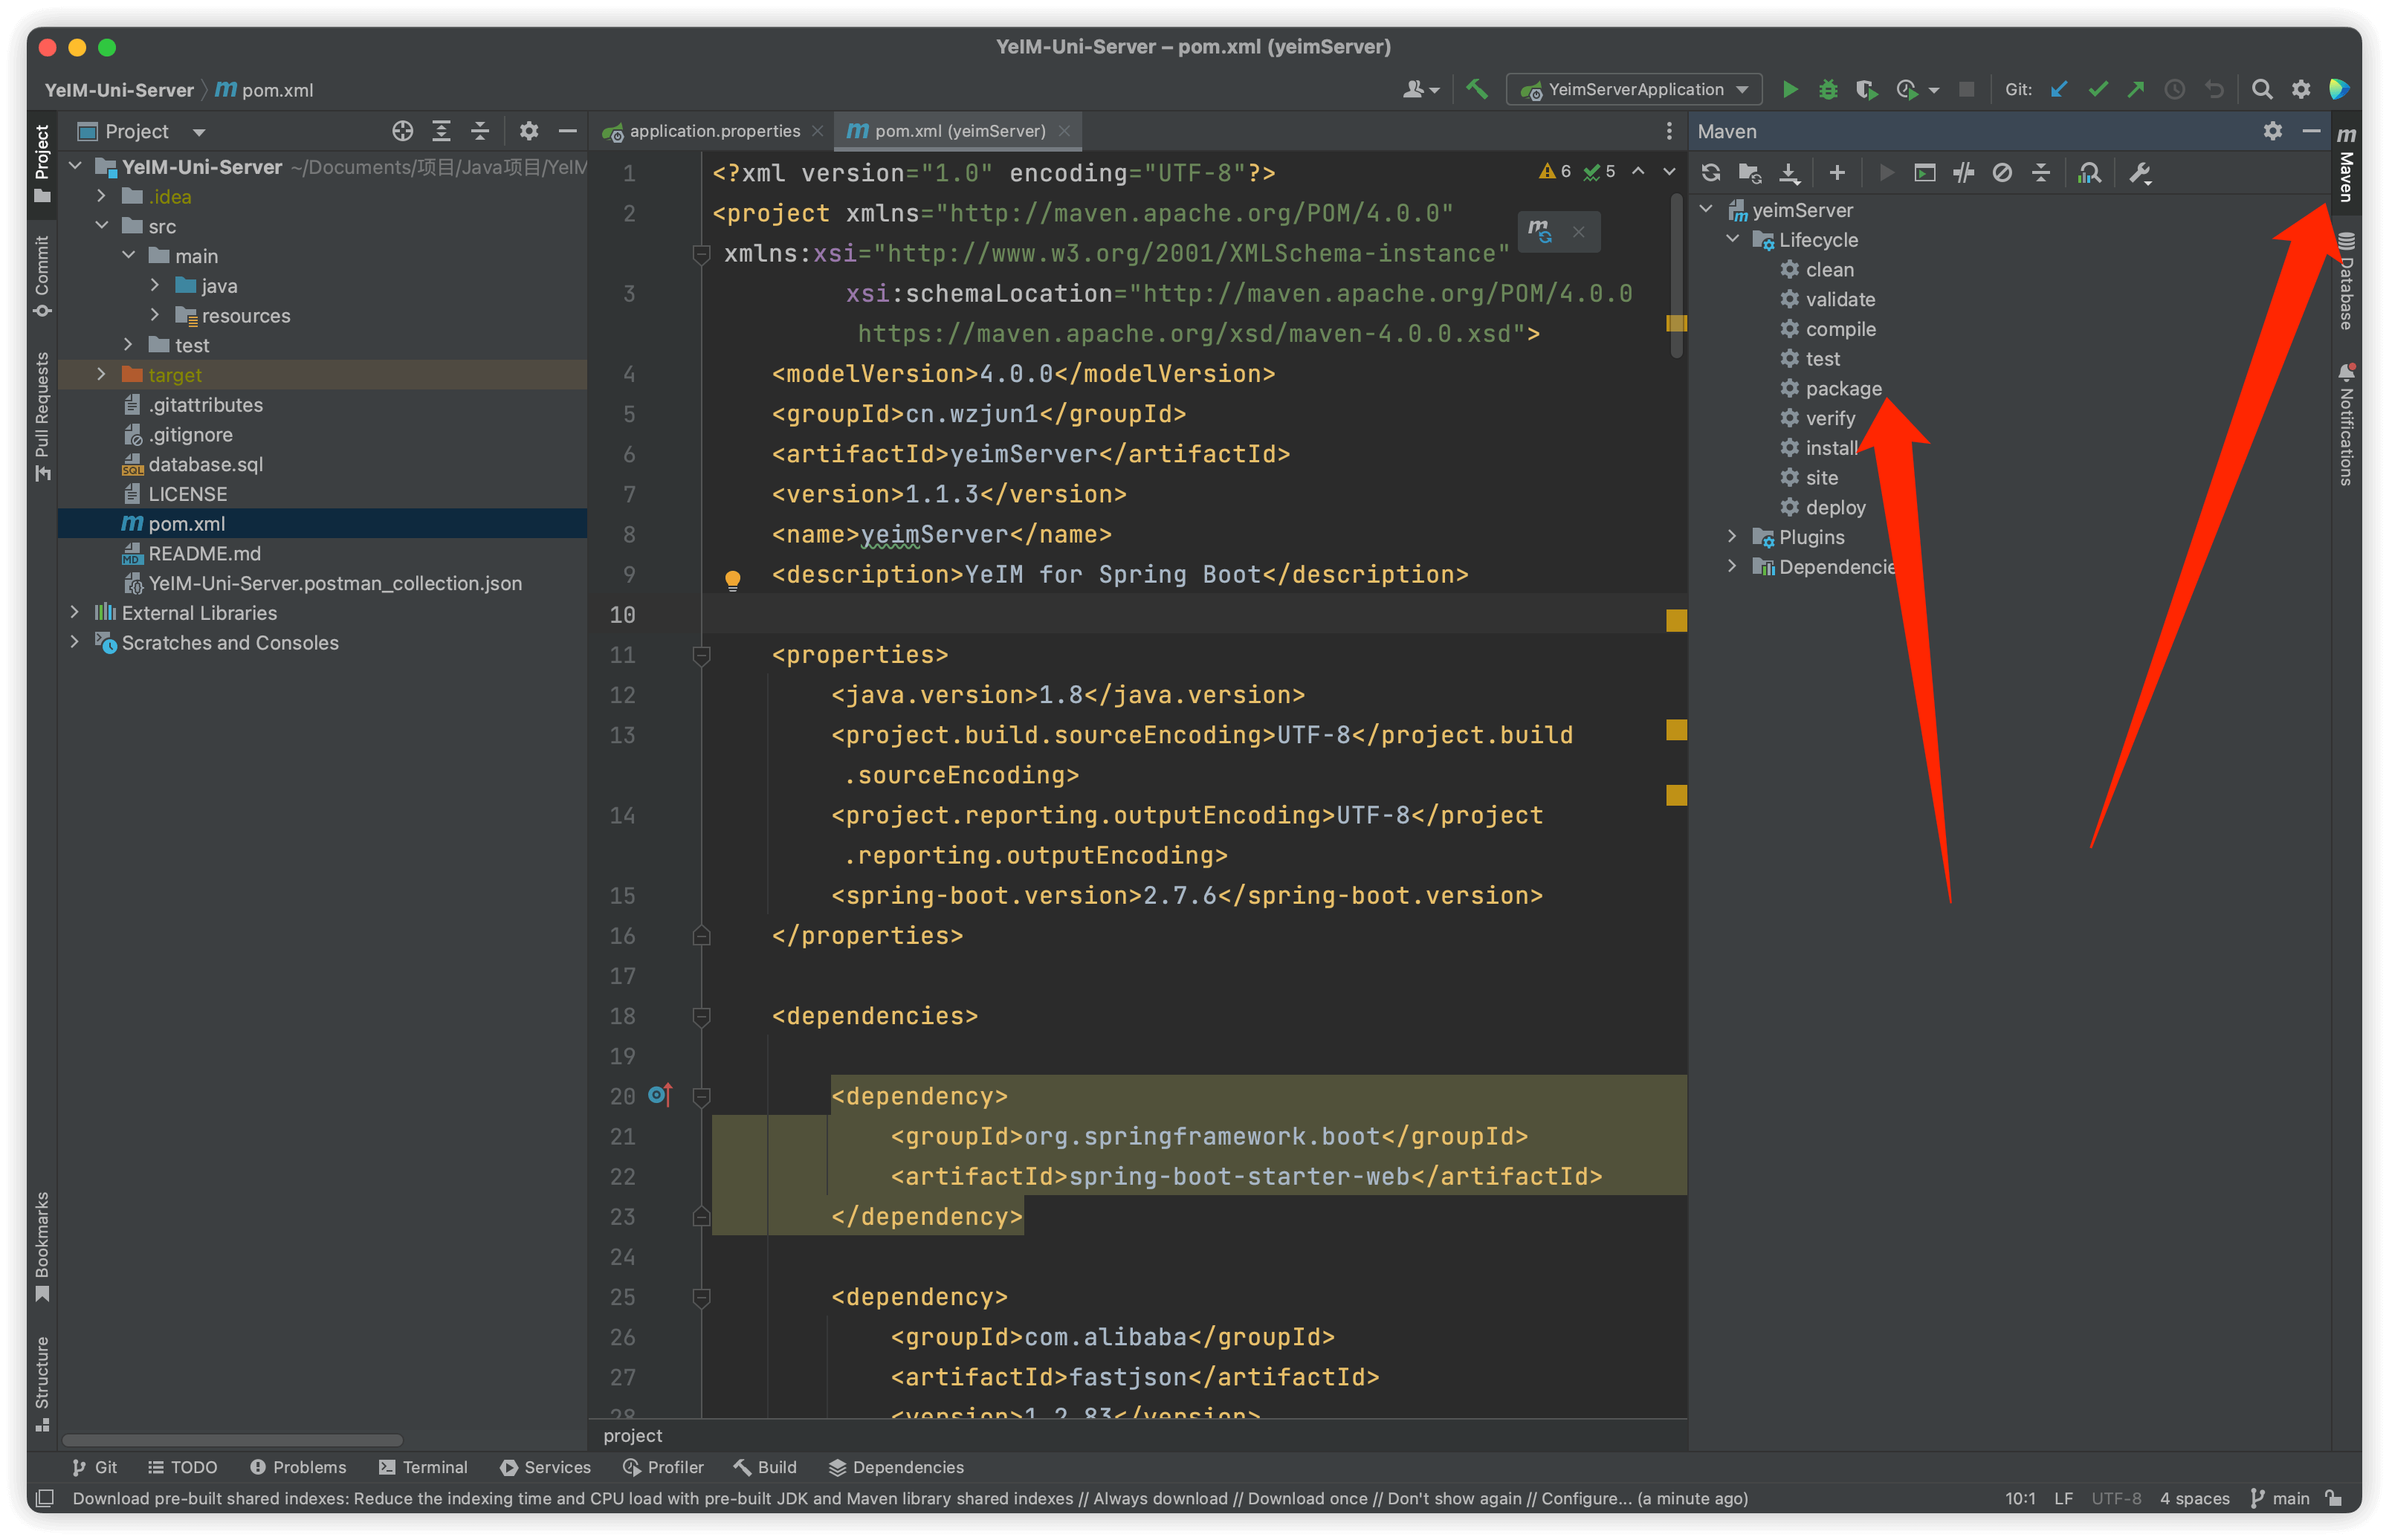 YeIM-Uni-Server – pom.xml (yeimServer)
YeIM-Uni-Server
pom.xml
YeimServerApplication
Git:
Project
Commit
Pull Requests
Bookmarks
Structure
Project
YeIM-Uni-Server ~/Documents/项目/Java项目/YeIM
.idea
src
main
java
resources
test
target
.gitattributes
.gitignore
database.sql
LICENSE
pom.xml
README.md
YeIM-Uni-Server.postman_collection.json
External Libraries
Scratches and Consoles
application.properties
pom.xml (yeimServer)
6
5
1 <?xml version="1.0" encoding="UTF-8"?>
2 <project xmlns="http://maven.apache.org/POM/4.0.0"
xmlns:xsi="http://www.w3.org/2001/XMLSchema-instance"
3 xsi:schemaLocation="http://maven.apache.org/POM/4.0.0
https://maven.apache.org/xsd/maven-4.0.0.xsd">
4 <modelVersion>4.0.0</modelVersion>
5 <groupId>cn.wzjun1</groupId>
6 <artifactId>yeimServer</artifactId>
7 <version>1.1.3</version>
8 <name>yeimServer</name>
9 <description>YeIM for Spring Boot</description>
10
11 <properties>
12 <java.version>1.8</java.version>
13 <project.build.sourceEncoding>UTF-8</project.build
.sourceEncoding>
14 <project.reporting.outputEncoding>UTF-8</project
.reporting.outputEncoding>
15 <spring-boot.version>2.7.6</spring-boot.version>
16 </properties>
17
18 <dependencies>
19
20 <dependency>
21 <groupId>org.springframework.boot</groupId>
22 <artifactId>spring-boot-starter-web</artifactId>
23 </dependency>
24
25 <dependency>
26 <groupId>com.alibaba</groupId>
27 <artifactId>fastjson</artifactId>
28 <version>1.2.83</version>
project
Maven
yeimServer
Lifecycle
clean
validate
compile
test
package
verify
install
site
deploy
Plugins
Dependencie
Maven
Database
Notifications
Git
TODO
Problems
Terminal
Services
Profiler
Build
Dependencies
Download pre-built shared indexes: Reduce the indexing time and CPU load with pre-built JDK and Maven library shared indexes // Always download // Download once // Don't show again // Configure... (a minute ago)
10:1 LF UTF-8 4 spaces main